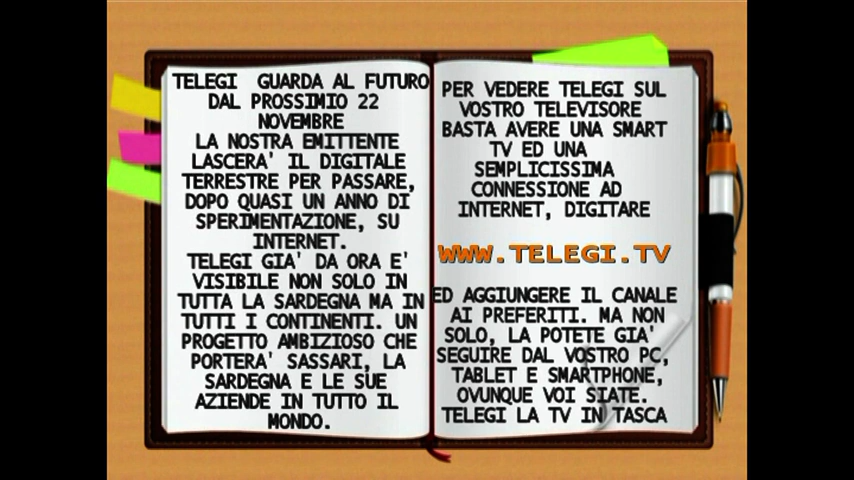 TELEGI GUARDA AL FUTURO
DAL PROSSIMIO 22
NOVEMBRE
LA NOSTRA EMITTENTE
LASCERA' IL DIGITALE
TERRESTRE PER PASSARE,
DOPO QUASI UN ANNO DI
SPERIMENTAZIONE, SU
INTERNET.
TELEGI GIA' DA ORA E'
VISIBILE NON SOLO IN
TUTTA LA SARDEGNA MA IN
TUTTI I CONTINENTI. UN
PROGETTO AMBIZIOSO CHE
PORTERA' SASSARI, LA
SARDEGNA E LE SUE
AZIENDE IN TUTTO IL
MONDO.
PER VEDERE TELEGI SUL
VOSTRO TELEVISORE
BASTA AVERE UNA SMART
TV ED UNA
SEMPLICISSIMA
CONNESSIONE AD
INTERNET, DIGITARE
WWW.TELEGI.TV
ED AGGIUNGERE IL CANALE
AI PREFERITI. MA NON
SOLO, LA POTETE GIA'
SEGUIRE DAL VOSTRO PC,
TABLET E SMARTPHONE,
OVUNQUE VOI SIATE.
TELEGI LA TV IN TASCA